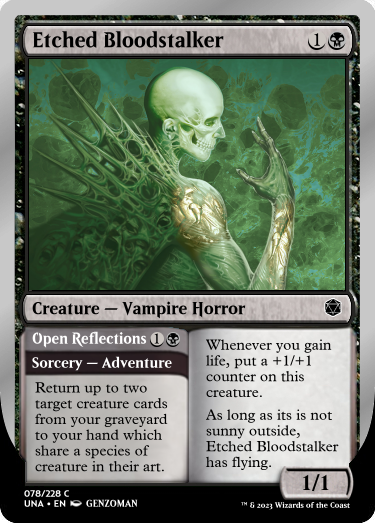 Etched Bloodstalker 1
Creature — Vampire Horror
Open Reflections 1
Sorcery — Adventure
Return up to two
target creature cards
from your graveyard
to your hand which
share a species of
creature in their art.
Whenever you gain
life, put a +1/+1
counter on this
creature.
As long as its is not
sunny outside,
Etched Bloodstalker
has flying.
1/1
078/228 C
UNA • EN GENZOMAN
™ & 2023 Wizards of the Coast